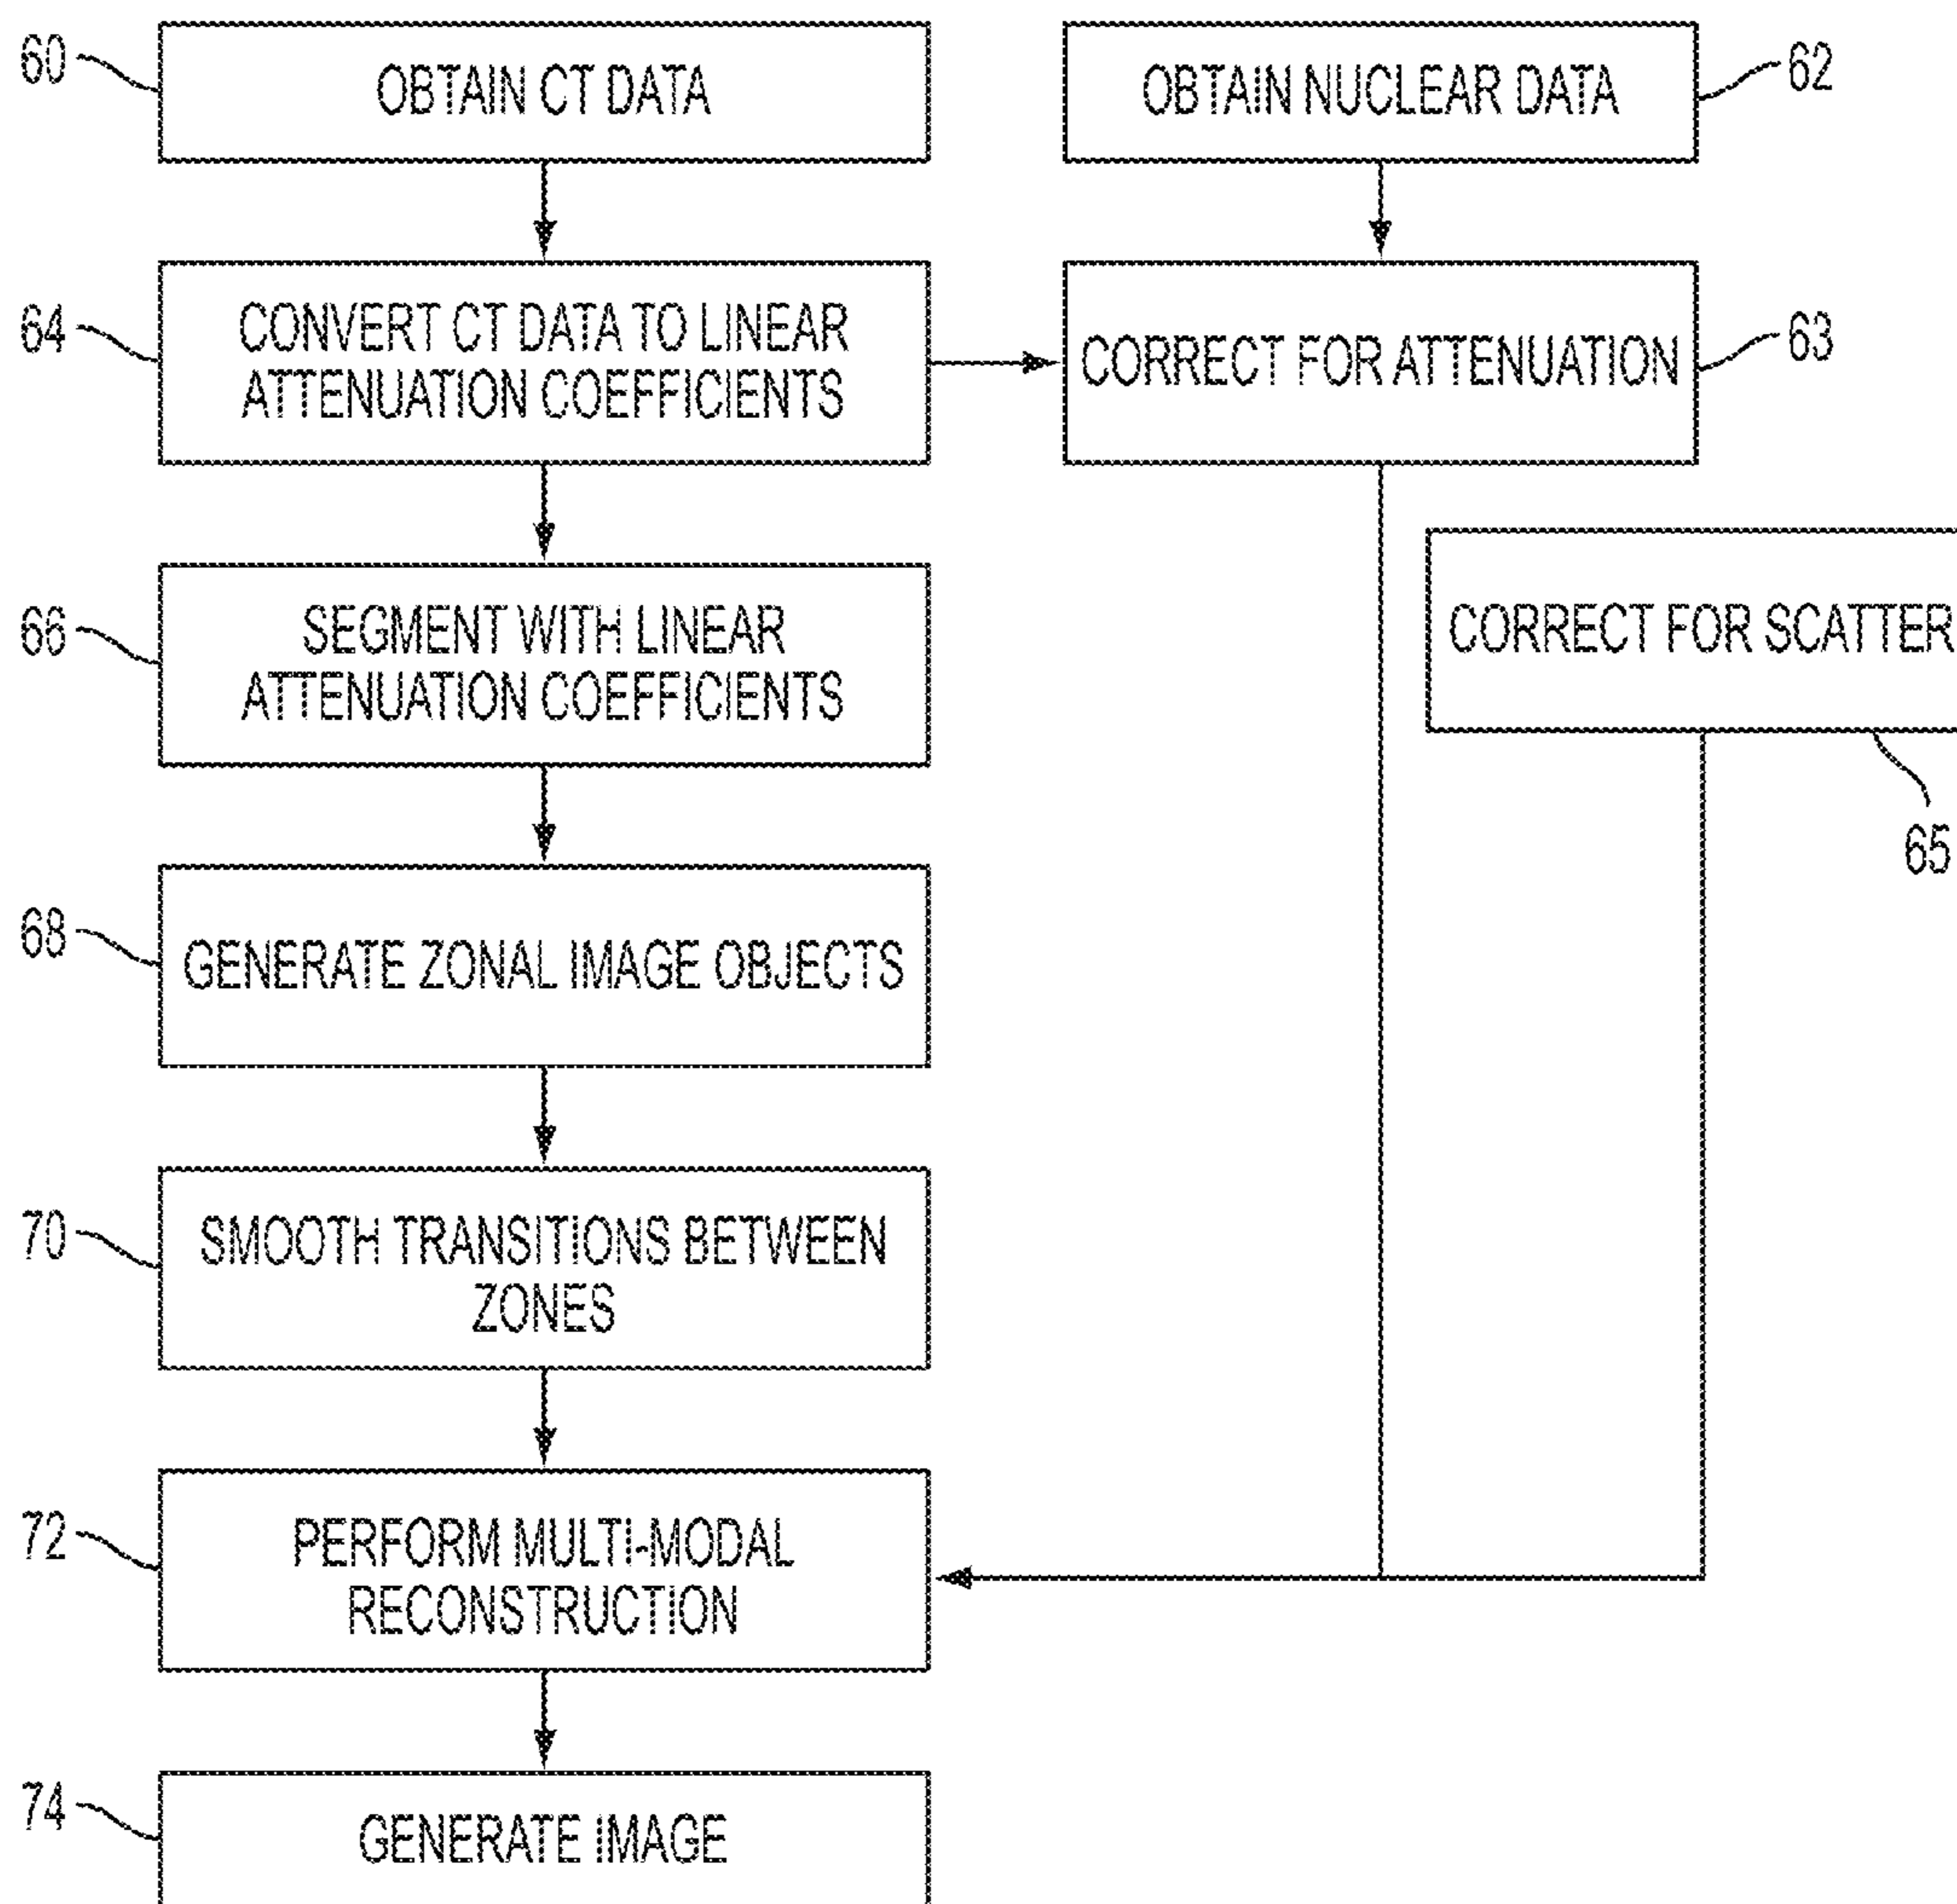 60
OBTAIN CT DATA
OBTAIN NUCLEAR DATA
62
64
CONVERT CT DATA TO LINEAR
ATTENUATION COEFFICIENTS
CORRECT FOR ATTENUATION
63
66
SEGMENT WITH LINEAR
ATTENUATION COEFFICIENTS
CORRECT FOR SCATTER
65
68
GENERATE ZONAL IMAGE OBJECTS
70
SMOOTH TRANSITIONS BETWEEN
ZONES
72
PERFORM MULTI-MODAL
RECONSTRUCTION
74
GENERATE IMAGE